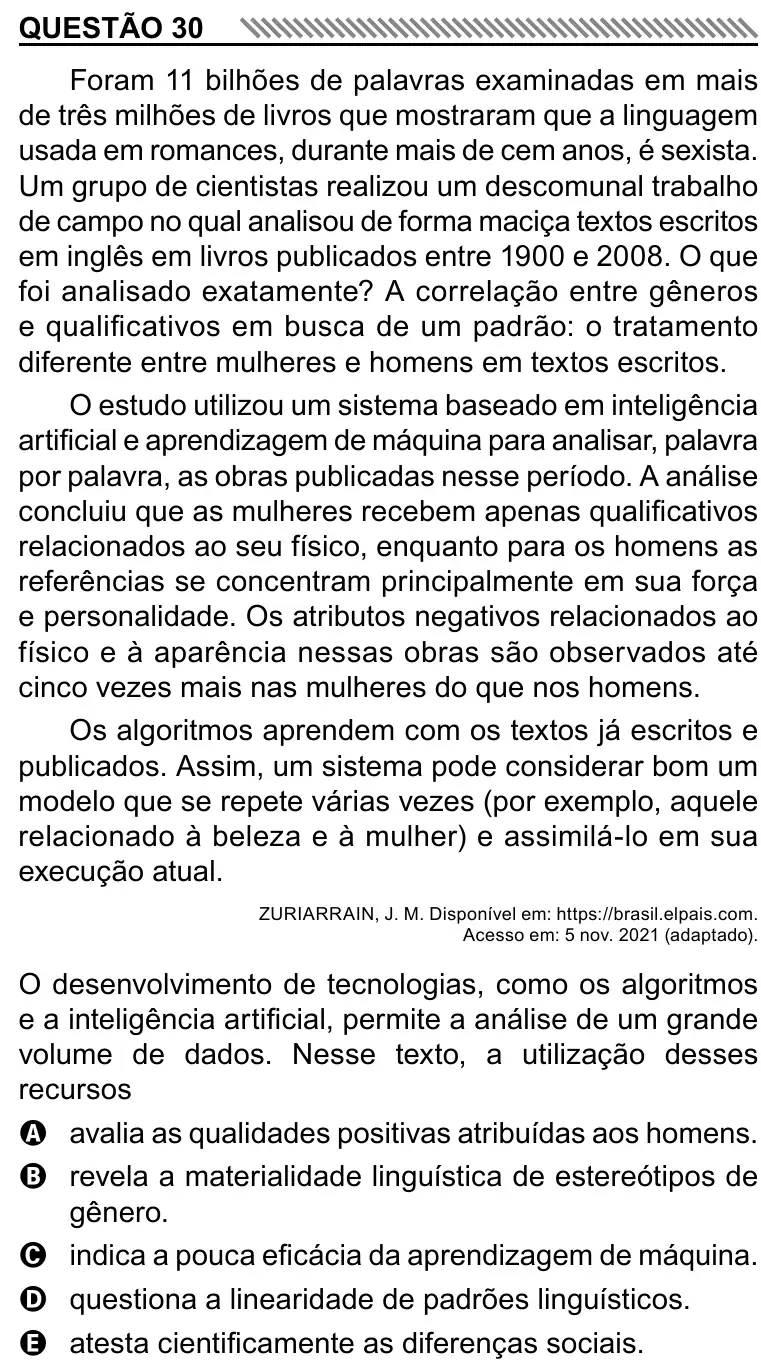 QUESTÃO 30
Foram 11 bilhões de palavras examinadas em mais
de três milhões de livros que mostraram que a linguagem
usada em romances, durante mais de cem anos, é sexista.
Um grupo de cientistas realizou um descomunal trabalho
de campo no qual analisou de forma maciça textos escritos
em inglês em livros publicados entre 1900 e 2008. O que
foi analisado exatamente? A correlação entre gêneros
e qualificativos em busca de um padrão: o tratamento
diferente entre mulheres e homens em textos escritos.
O estudo utilizou um sistema baseado em inteligência
artificial e aprendizagem de máquina para analisar, palavra
por palavra, as obras publicadas nesse período. A análise
concluiu que as mulheres recebem apenas qualificativos
relacionados ao seu físico, enquanto para os homens as
referências se concentram principalmente em sua força
e personalidade. Os atributos negativos relacionados ao
físico e à aparência nessas obras são observados até
cinco vezes mais nas mulheres do que nos homens.
Os algoritmos aprendem com os textos já escritos e
publicados. Assim, um sistema pode considerar bom um
modelo que se repete várias vezes (por exemplo, aquele
relacionado à beleza e à mulher) e assimilá-lo em sua
execução atual.
ZURIARRAIN, J. M. Disponível em: https://brasil.elpais.com.
Acesso em: 5 nov. 2021 (adaptado).
O desenvolvimento de tecnologias, como os algoritmos
e a inteligência artificial, permite a análise de um grande
volume de dados. Nesse texto, a utilização desses
recursos
A avalia as qualidades positivas atribuídas aos homens.
B revela a materialidade linguística de estereótipos de
gênero.
C indica a pouca eficácia da aprendizagem de máquina.
D questiona a linearidade de padrões linguísticos.
E atesta cientificamente as diferenças sociais.